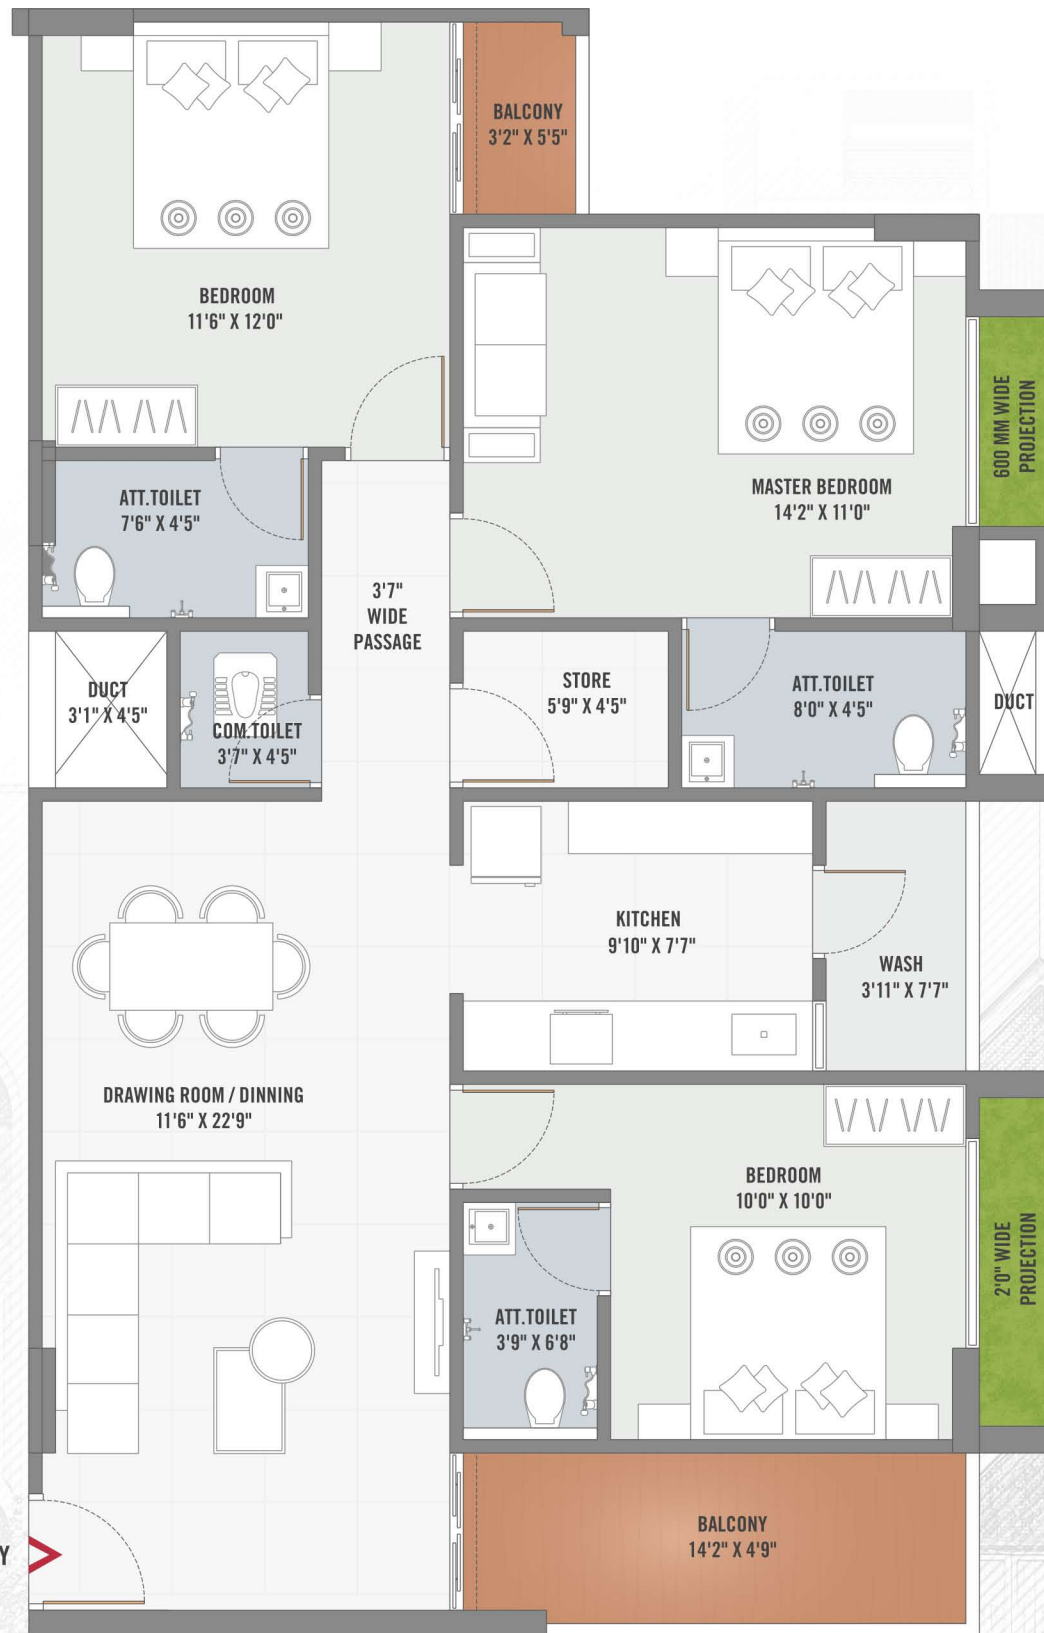 BALCONY
3'2" X 5'5"
BEDROOM
11'6" X 12'0"
600 MM WIDE
PROJECTION
MASTER BEDROOM
14'2" X 11'0"
ATT.TOILET
7'6" X 4'5"
3'7"
WIDE
PASSAGE
DUCT
3'1" X 4'5"
COM.TOILET
3'7" X 4'5"
STORE
5'9" X 4'5"
ATT.TOILET
8'0" X 4'5"
DUCT
KITCHEN
9'10" X 7'7"
WASH
3'11" X 7'7"
DRAWING ROOM / DINNING
11'6" X 22'9"
BEDROOM
10'0" X 10'0"
2'0" WIDE
PROJECTION
ATT.TOILET
3'9" X 6'8"
BALCONY
14'2" X 4'9"
Y